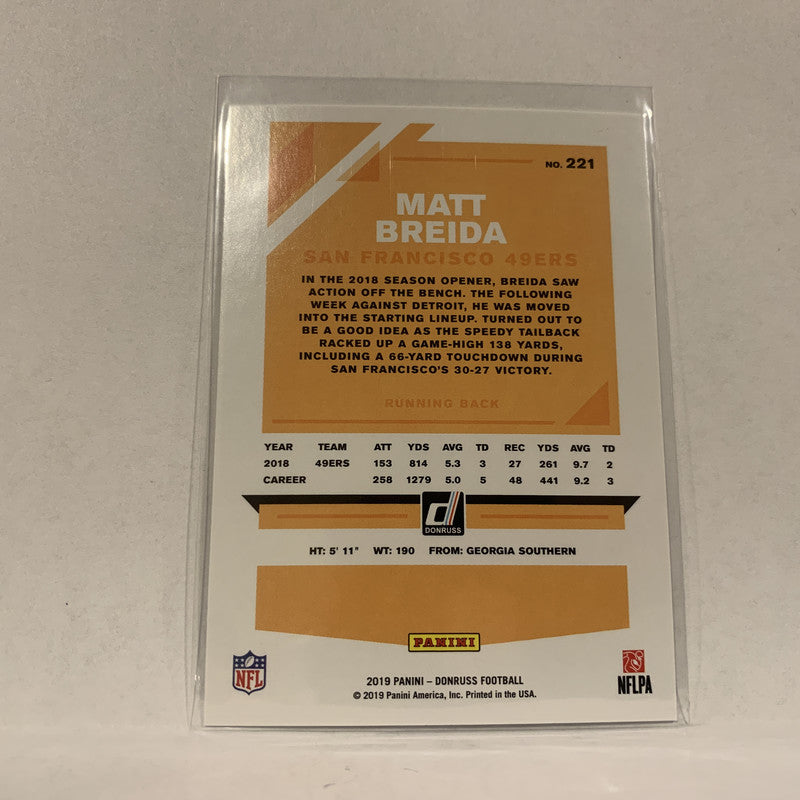 NO. 221
MATT
BREIDA
SAN FRANCISCO 49ERS
IN THE 2018 SEASON OPENER, BREIDA SAW
ACTION OFF THE BENCH. THE FOLLOWING
WEEK AGAINST DETROIT, HE WAS MOVED
INTO THE STARTING LINEUP. TURNED OUT TO
BE A GOOD IDEA AS THE SPEEDY TAILBACK
RACKED UP A GAME-HIGH 138 YARDS,
INCLUDING A 66-YARD TOUCHDOWN DURING
SAN FRANCISCO'S 30-27 VICTORY.
RUNNING BACK
YEAR TEAM ATT YDS AVG TD REC YDS AVG TD
2018 49ERS 153 814 5.3 3 27 261 9.7 2
CAREER 258 1279 5.0 5 48 441 9.2 3
d
DONRUSS
HT: 5' 11" WT: 190 FROM: GEORGIA SOUTHERN
PANINI
NFL
2019 PANINI – DONRUSS FOOTBALL
© 2019 Panini America, Inc. Printed in the USA.
NFLPA